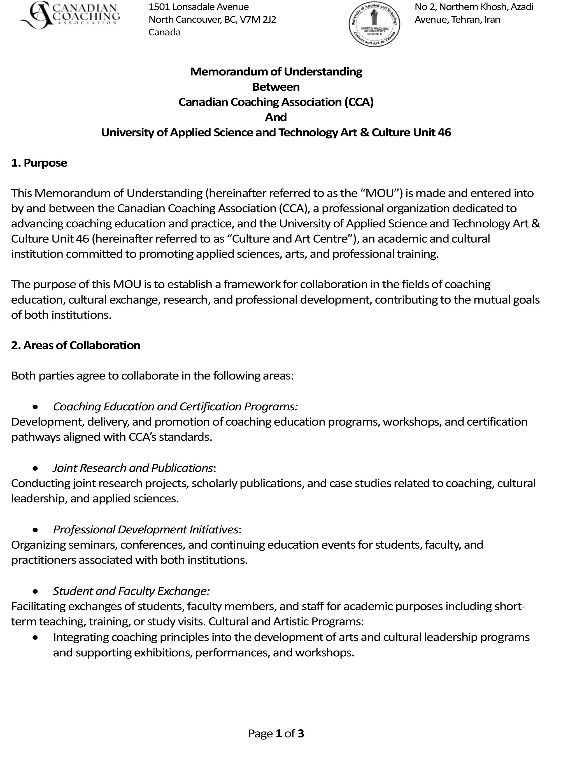 CANADIAN
COACHING
ASSOCIATION
1501 Lonsadale Avenue
North Cancouver, BC, V7M 2J2
Canada
No 2, Northern Khosh, Azadi
Avenue, Tehran, Iran
Memorandum of Understanding
Between
Canadian Coaching Association (CCA)
And
University of Applied Science and Technology Art & Culture Unit 46
1. Purpose
This Memorandum of Understanding (hereinafter referred to as the “MOU”) is made and entered into
by and between the Canadian Coaching Association (CCA), a professional organization dedicated to
advancing coaching education and practice, and the University of Applied Science and Technology Art &
Culture Unit 46 (hereinafter referred to as “Culture and Art Centre”), an academic and cultural
institution committed to promoting applied sciences, arts, and professional training.
The purpose of this MOU is to establish a framework for collaboration in the fields of coaching
education, cultural exchange, research, and professional development, contributing to the mutual goals
of both institutions.
2. Areas of Collaboration
Both parties agree to collaborate in the following areas:
• Coaching Education and Certification Programs:
Development, delivery, and promotion of coaching education programs, workshops, and certification
pathways aligned with CCA’s standards.
• Joint Research and Publications:
Conducting joint research projects, scholarly publications, and case studies related to coaching, cultural
leadership, and applied sciences.
• Professional Development Initiatives:
Organizing seminars, conferences, and continuing education events for students, faculty, and
practitioners associated with both institutions.
• Student and Faculty Exchange:
Facilitating exchanges of students, faculty members, and staff for academic purposes including short-
term teaching, training, or study visits. Cultural and Artistic Programs:
• Integrating coaching principles into the development of arts and cultural leadership programs
and supporting exhibitions, performances, and workshops.
Page 1 of 3